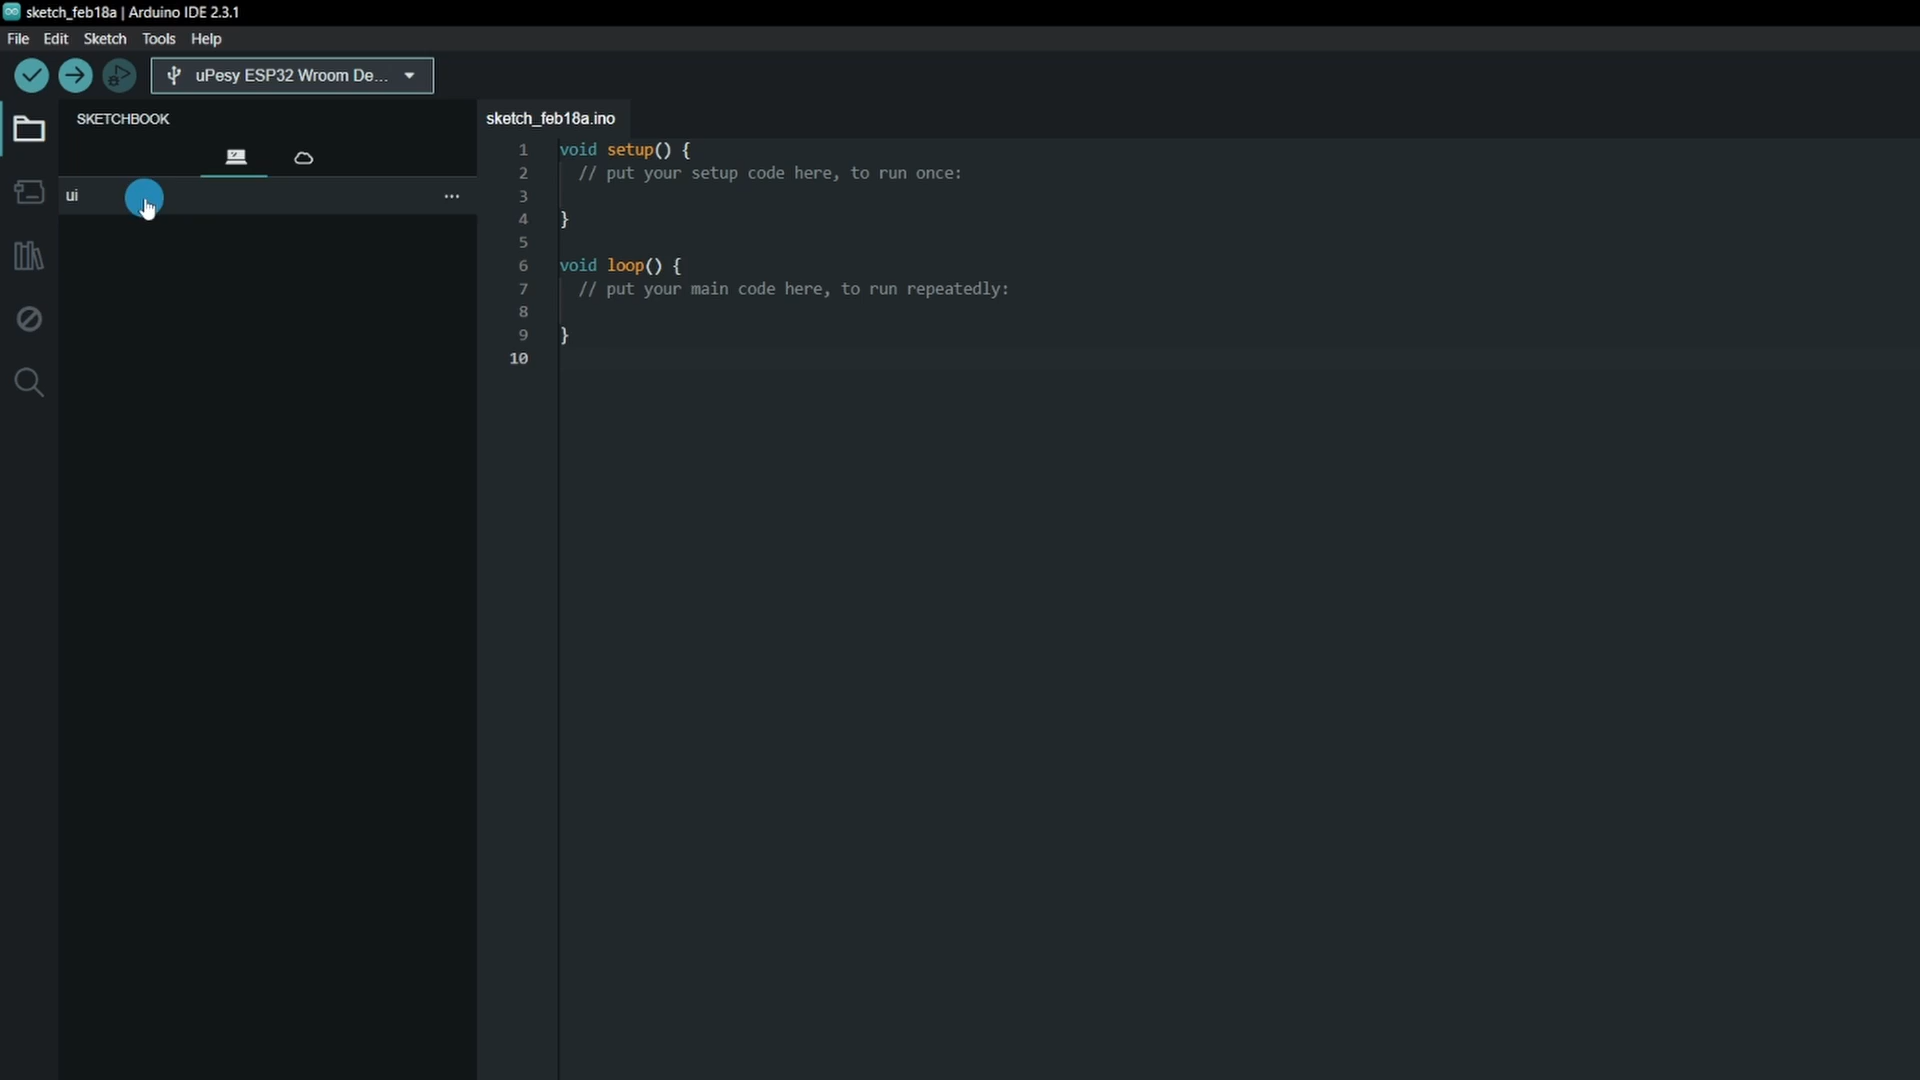 sketch_feb18a | Arduino IDE 2.3.1
File Edit Sketch Tools Help
uPesy ESP32 Wroom De...
SKETCHBOOK
sketch_feb18a.ino
ui
1 void setup() {
2 // put your setup code here, to run once:
3
4 }
5
6 void loop() {
7 // put your main code here, to run repeatedly:
8
9 }
10